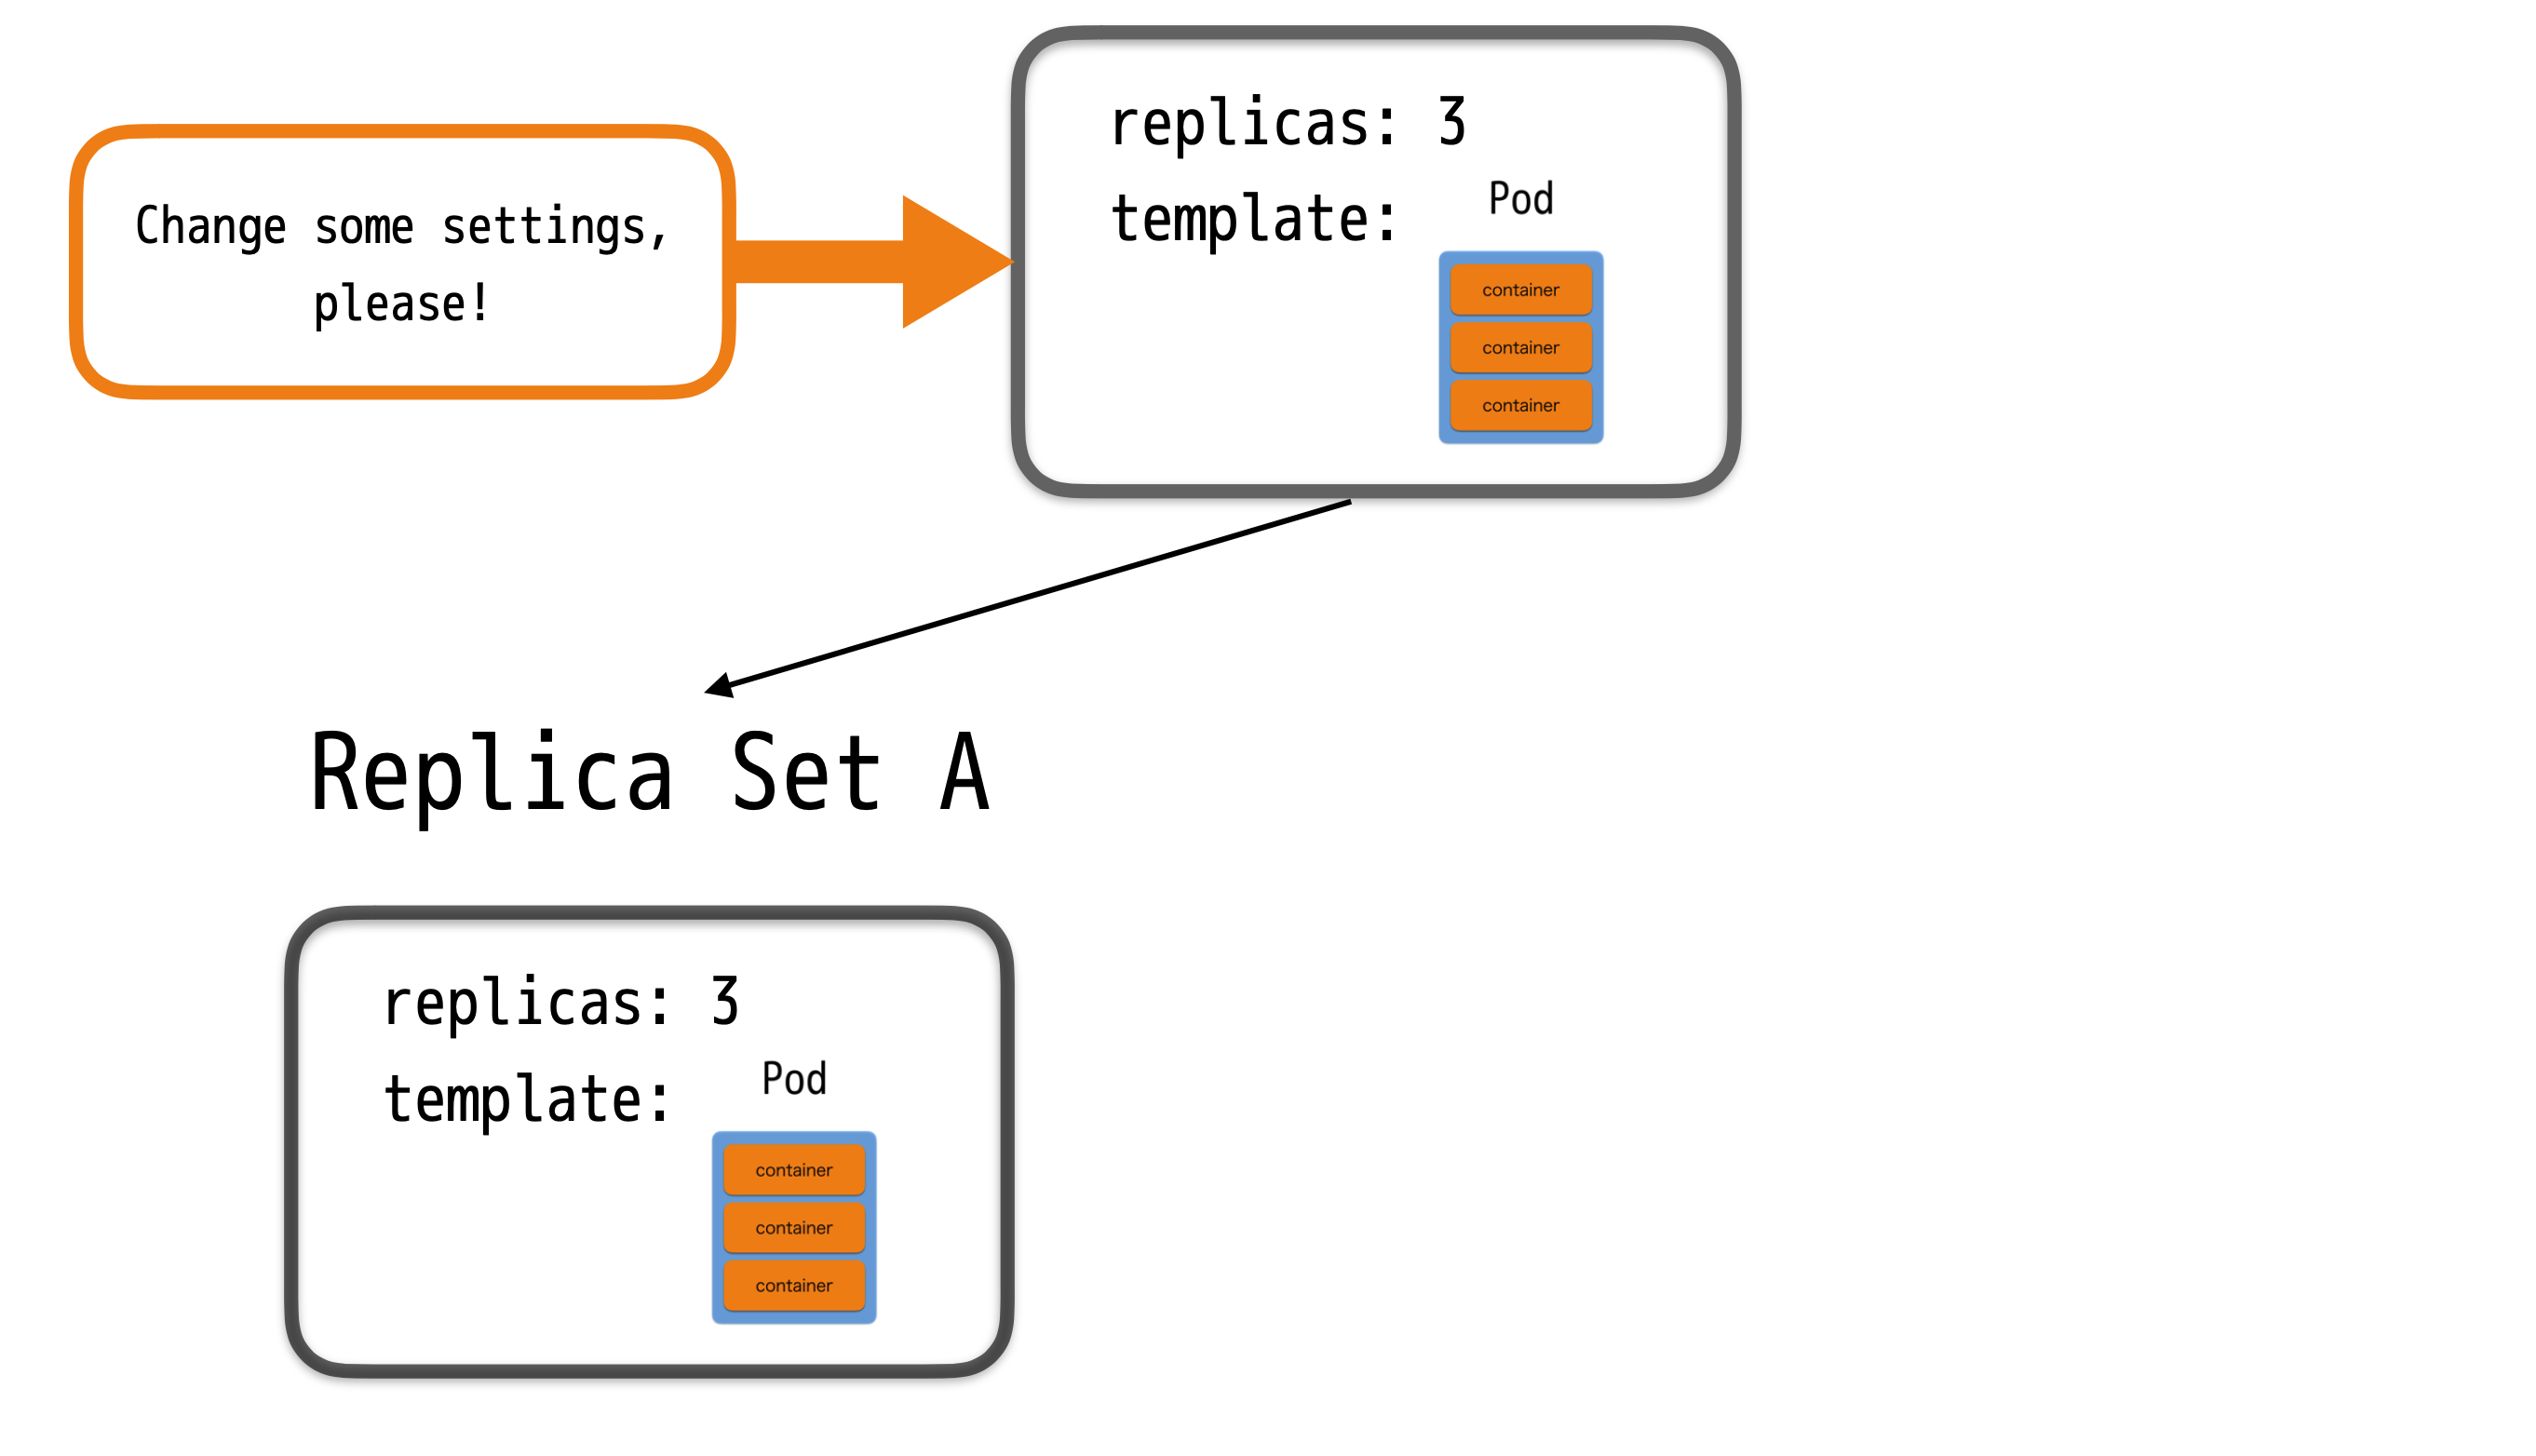 Change some settings,
please!
replicas: 3
template:
Pod
container
container
container
Replica Set A
replicas: 3
template:
Pod
container
container
container